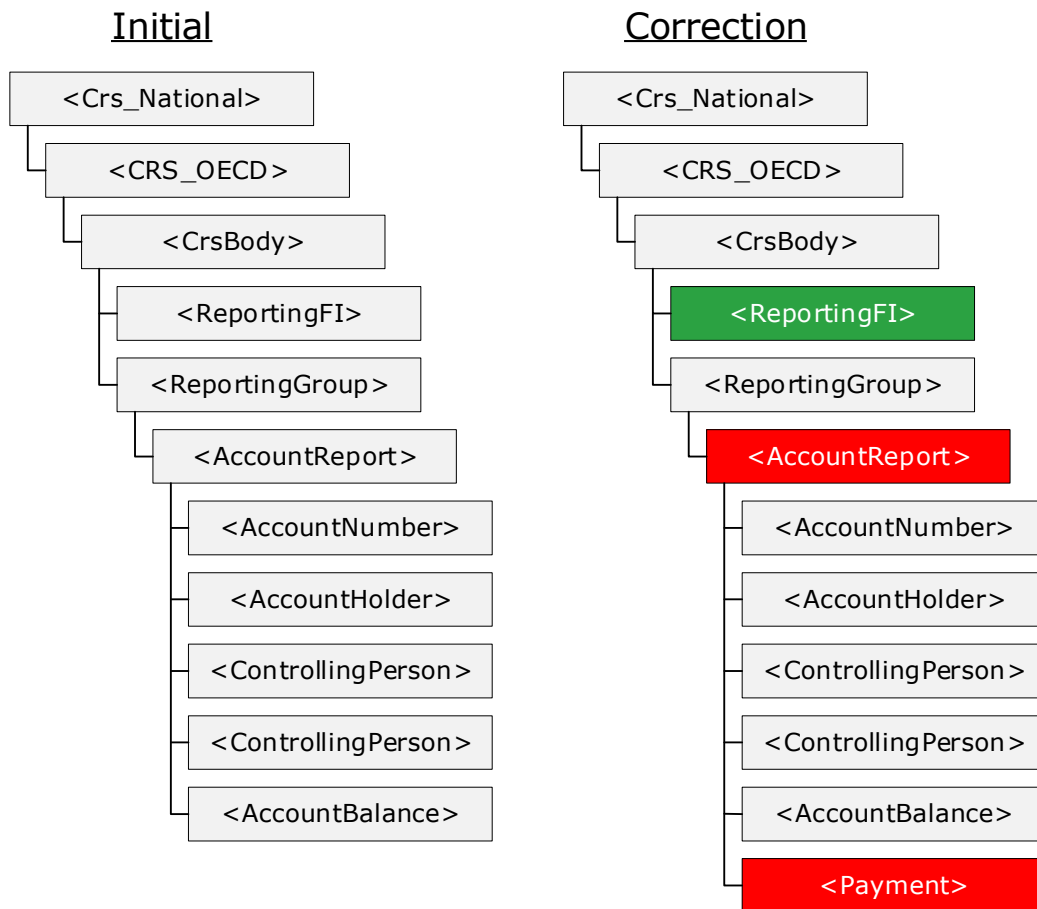 Initial
<Crs_National>
<CRS_OECD>
<CrsBody>
<ReportingFI>
<ReportingGroup>
<AccountReport>
<AccountNumber>
<AccountHolder>
<ControllingPerson>
<ControllingPerson>
<AccountBalance>
Correction
<Crs_National>
<CRS_OECD>
<CrsBody>
<ReportingFI>
<ReportingGroup>
<AccountReport>
<AccountNumber>
<AccountHolder>
<ControllingPerson>
<ControllingPerson>
<AccountBalance>
<Payment>